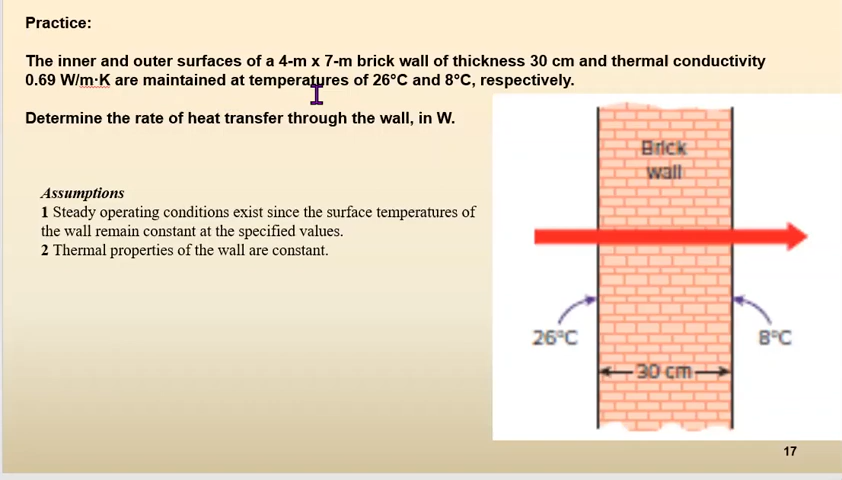 Practice:
The inner and outer surfaces of a 4-m x 7-m brick wall of thickness 30 cm and thermal conductivity
0.69 W/m·K are maintained at temperatures of 26°C and 8°C, respectively.
Determine the rate of heat transfer through the wall, in W.
Assumptions
1 Steady operating conditions exist since the surface temperatures of
the wall remain constant at the specified values.
2 Thermal properties of the wall are constant.
Brick
wall
26°C
8°C
30 cm
17